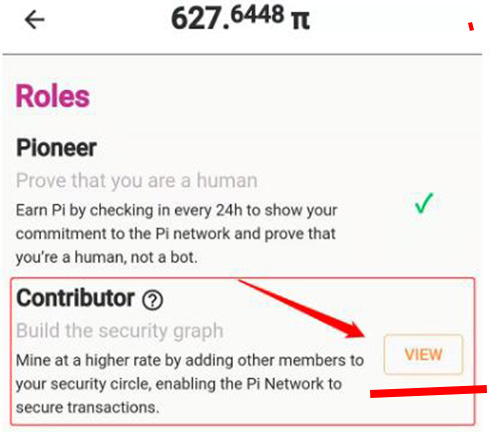 ← 627.6448 π
Roles
Pioneer
Prove that you are a human
Earn Pi by checking in every 24h to show your
commitment to the Pi network and prove that
you're a human, not a bot.
Contributor ?
Build the security graph
Mine at a higher rate by adding other members to
your security circle, enabling the Pi Network to
secure transactions.
VIEW